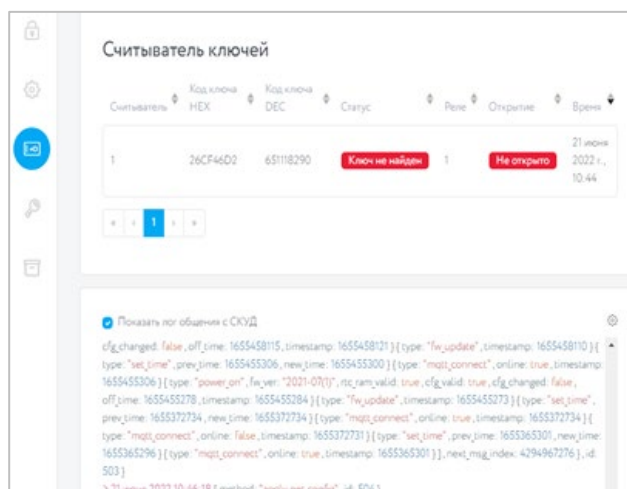 Считыватель ключей
Считыватель Код ключа HEX Код ключа DEC Статус Реле Открытие Время
1 26CF46D2 651118290 Ключ не найден 1 Не открыто 21 июня 2022 г., 10:44
« ‹ 1 › »
Показать лог общения с СКУД
cfg_changed: false , off_time: 1655458115 , timestamp: 1655458121 } { type: "fw_update" , timestamp: 1655458110 } {
type: "set_time" , prev_time: 1655455306 , new_time: 1655455300 } { type: "mqtt_connect" , online: true , timestamp:
1655455306 } { type: "power_on" , fw_ver: "2021-07(1)" , rtc_ram_valid: true , cfg_valid: true , cfg_changed: false ,
off_time: 1655455278 , timestamp: 1655455284 } { type: "fw_update" , timestamp: 1655455273 } { type: "set_time" ,
prev_time: 1655372734 , new_time: 1655372734 } { type: "mqtt_connect" , online: true , timestamp: 1655372734 } {
type: "mqtt_connect" , online: false , timestamp: 1655372731 } { type: "set_time" , prev_time: 1655365301 , new_time:
1655365296 } { type: "mqtt_connect" , online: true , timestamp: 1655365301 } ] , next_msg_index: 4294967276 } , id:
503 }